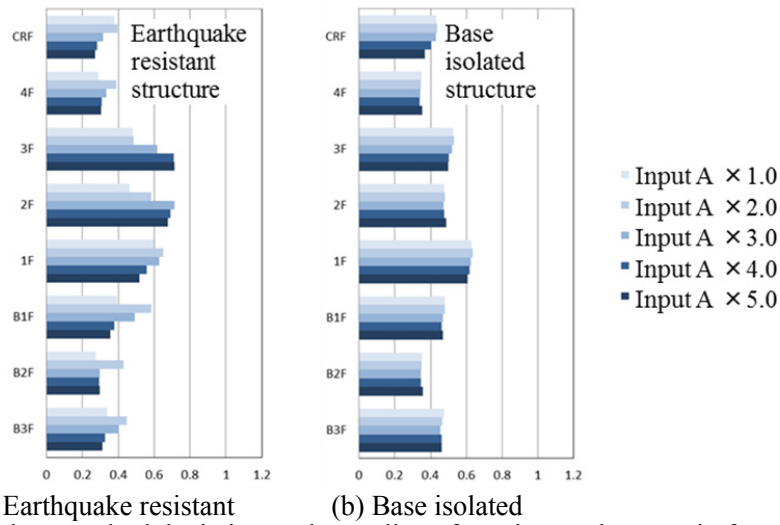 Earthquake
resistant
structure
CRF
4F
3F
2F
1F
B1F
B2F
B3F
0 0.2 0.4 0.6 0.8 1 1.2
Base
isolated
structure
CRF
4F
3F
2F
1F
B1F
B2F
B3F
0 0.2 0.4 0.6 0.8 1 1.2
Input A ×1.0
Input A ×2.0
Input A ×3.0
Input A ×4.0
Input A ×5.0
Earthquake resistant (b) Base isolated